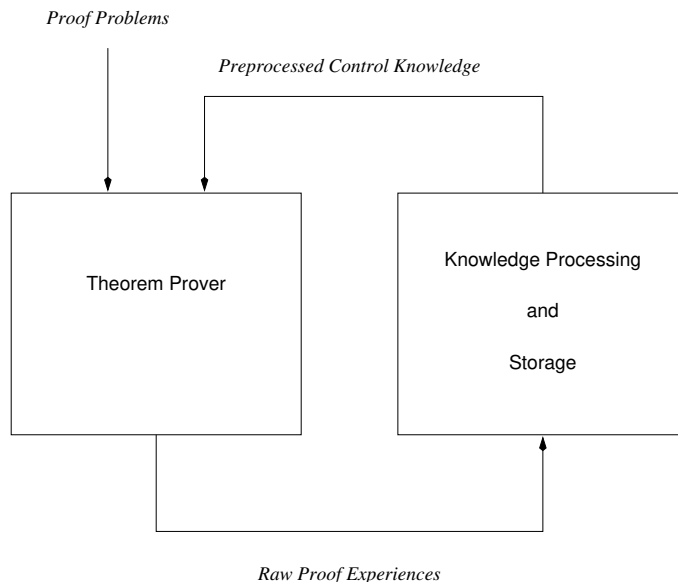 Proof Problems
Preprocessed Control Knowledge
Theorem Prover
Knowledge Processing
and
Storage
Raw Proof Experiences